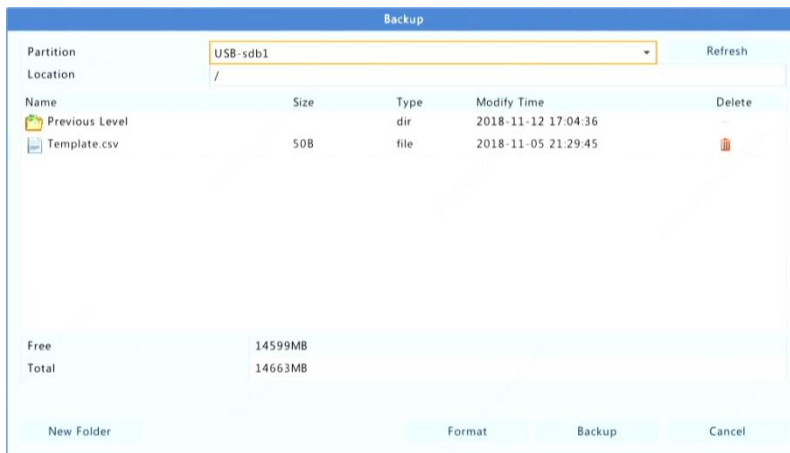 Backup
Partition USB-sdb1 Refresh
Location /
Name Size Type Modify Time Delete
Previous Level dir 2018-11-12 17:04:36
Template.csv 50B file 2018-11-05 21:29:45
Free 14599MB
Total 14663MB
New Folder Format Backup Cancel